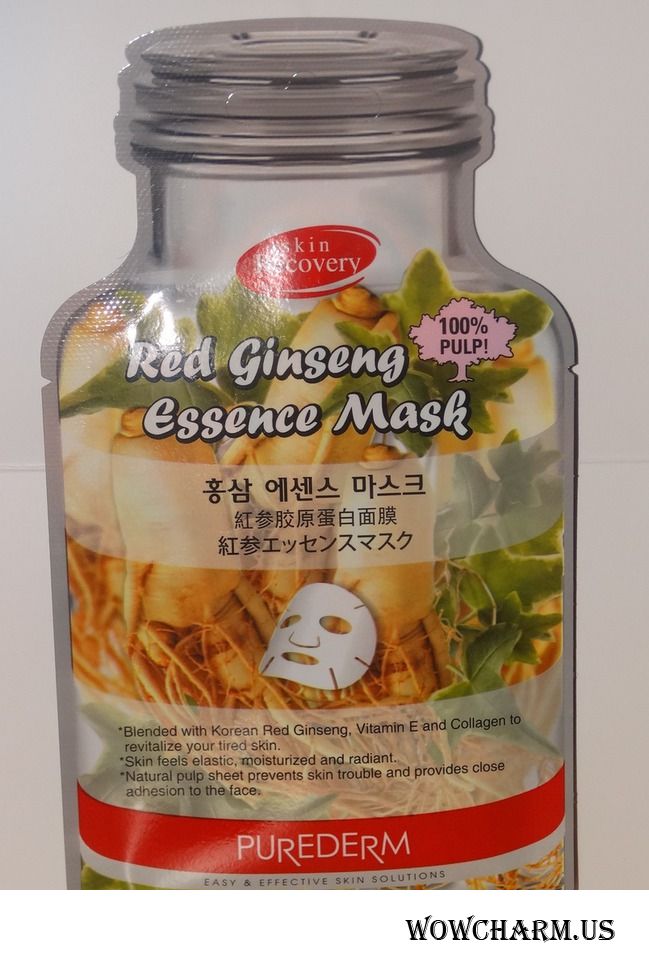 skin
Recovery
100%
PULP!
Red Ginseng
Essence Mask
홍삼 에센스 마스크
紅参胶原蛋白面膜
紅参エッセンスマスク
*Blended with Korean Red Ginseng, Vitamin E and Collagen to
revitalize your tired skin.
*Skin feels elastic, moisturized and radiant.
*Natural pulp sheet prevents skin trouble and provides close
adhesion to the face.
PUREDERM
EASY & EFFECTIVE SKIN SOLUTIONS
WOWCHARM.US